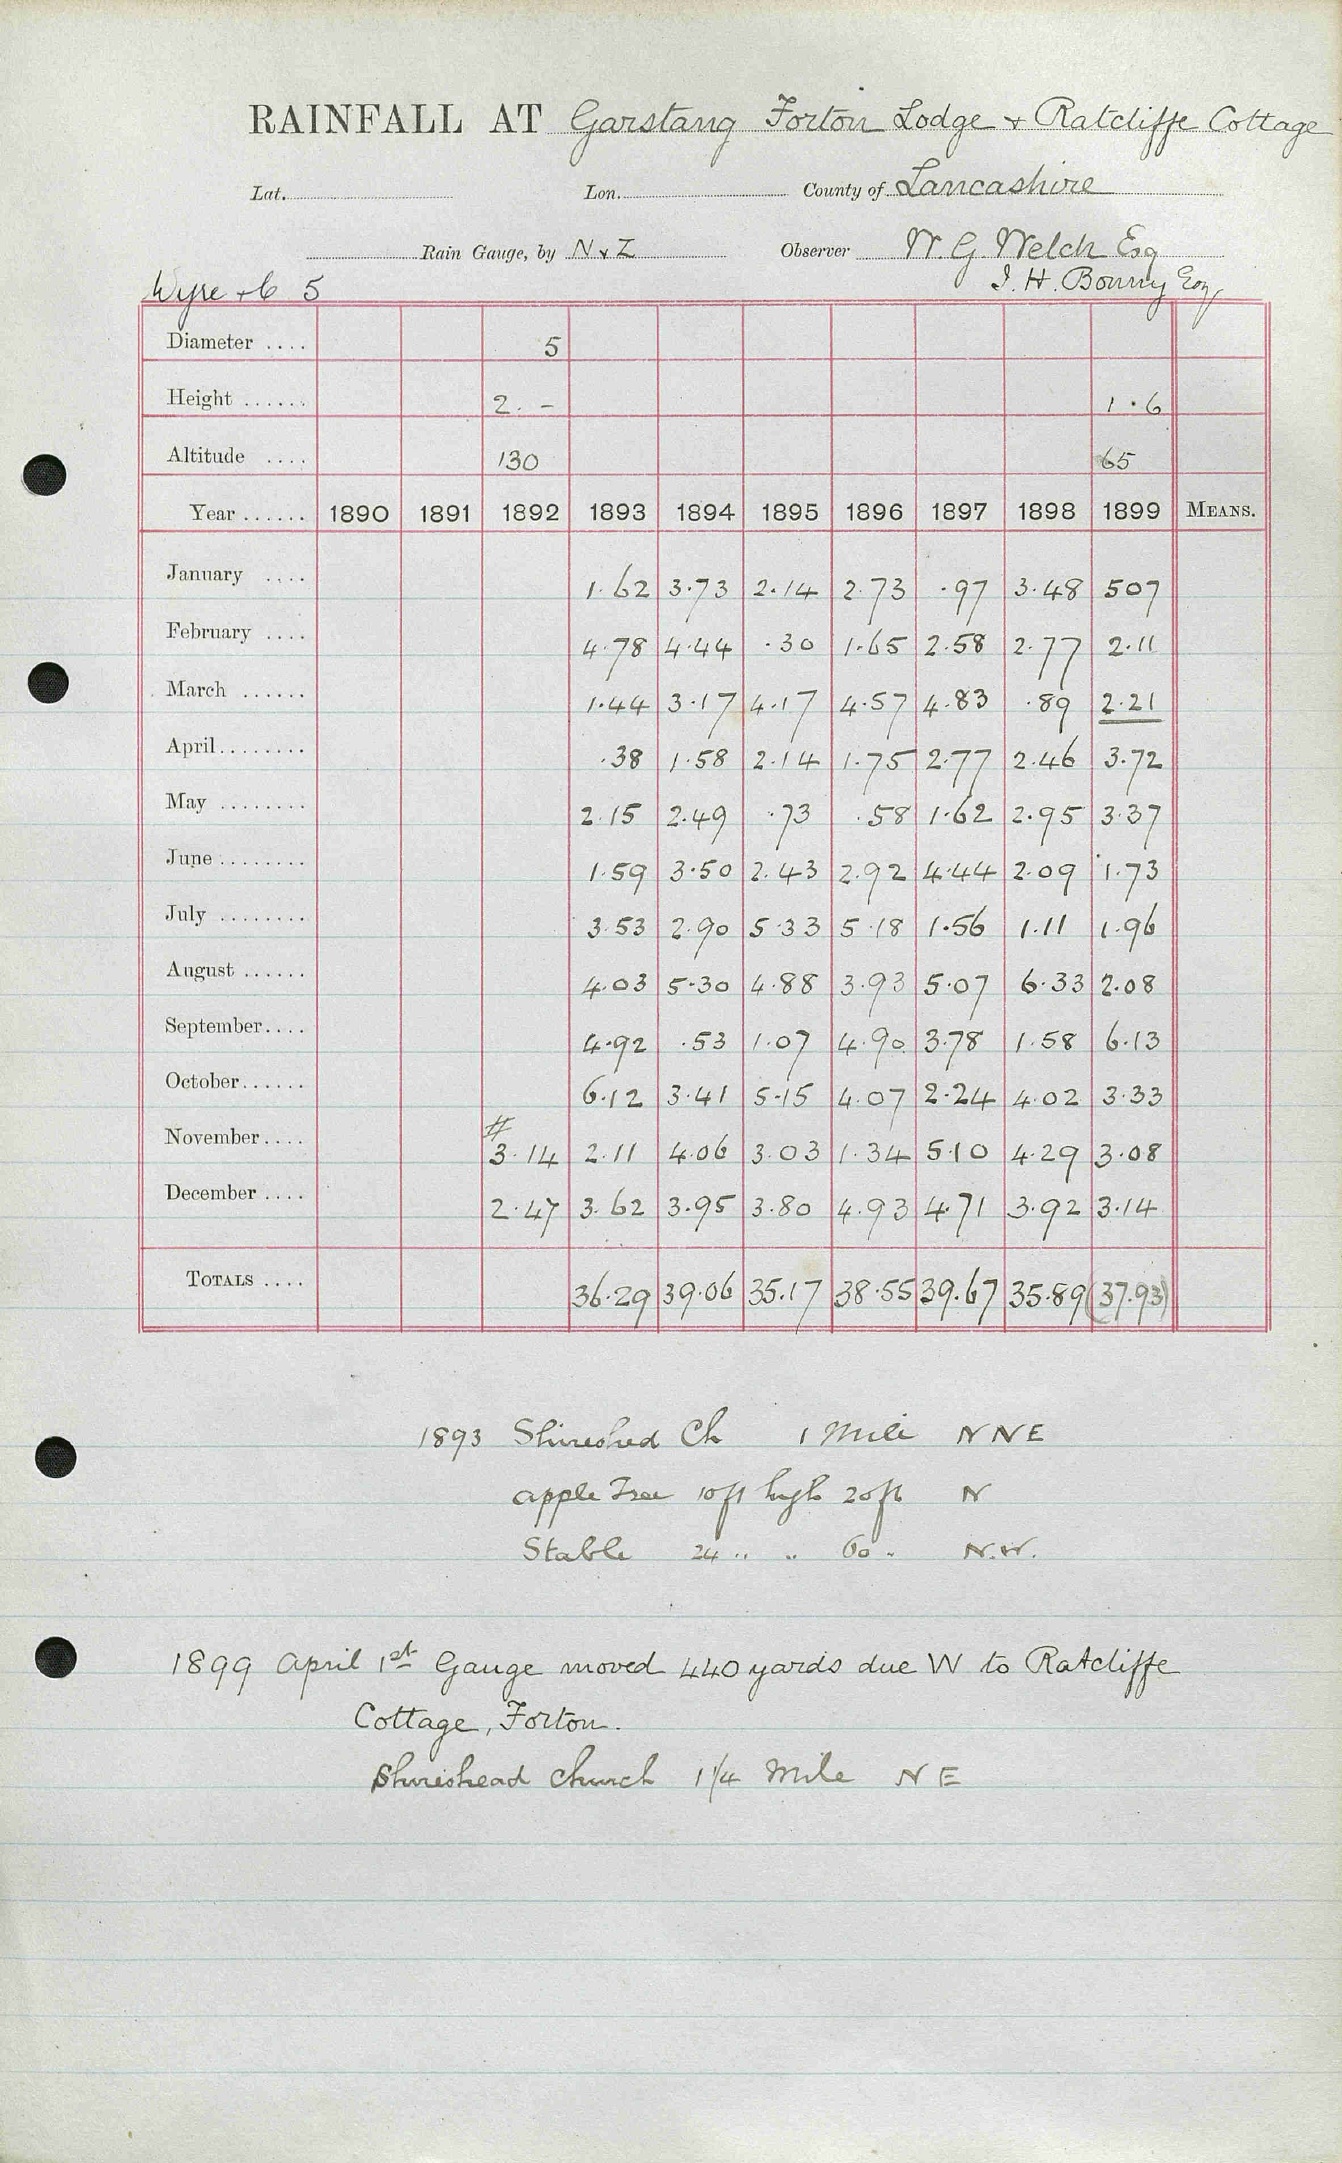 RAINFALL AT Garstang Forton Lodge & Ratcliffe Cottage
Lat. Lon. County of Lancashire
Rain Gauge, by N & Z Observer W. G. Welch Esq
Wyre & C 5 I. H. Bonny Esq
Diameter .... 5
Height ...... 2. - 1.6
Altitude .... 130 65
Year ...... 1890 1891 1892 1893 1894 1895 1896 1897 1898 1899 MEANS.
January .... 1.62 3.73 2.14 2.73 .97 3.48 507
February .... 4.78 4.44 .30 1.65 2.58 2.77 2.11
March ...... 1.44 3.17 4.17 4.57 4.83 .89 2.21
April........ .38 1.58 2.14 1.75 2.77 2.46 3.72
May ........ 2.15 2.49 .73 .58 1.62 2.95 3.37
June ........ 1.59 3.50 2.43 2.92 4.44 2.09 1.73
July ........ 3.53 2.90 5.33 5.18 1.56 1.11 1.96
August ...... 4.03 5.30 4.88 3.93 5.07 6.33 2.08
September.... 4.92 .53 1.07 4.90 3.78 1.58 6.13
October...... 6.12 3.41 5.15 4.07 2.24 4.02 3.33
#
November.... 3.14 2.11 4.06 3.03 1.34 5.10 4.29 3.08
December .... 2.47 3.62 3.95 3.80 4.93 4.71 3.92 3.14
TOTALS .... 36.29 39.06 35.17 38.55 39.67 35.89 (37.93)
1893 Shireshed Ch 1 Mile NNE
apple Tree 10ft high 20ft N
Stable 24 " " 60 " N.W.
1899 April 1st Gauge moved 440 yards due W to Ratcliffe
Cottage, Forton.
Shireshead Church 1 1/4 Mile NE